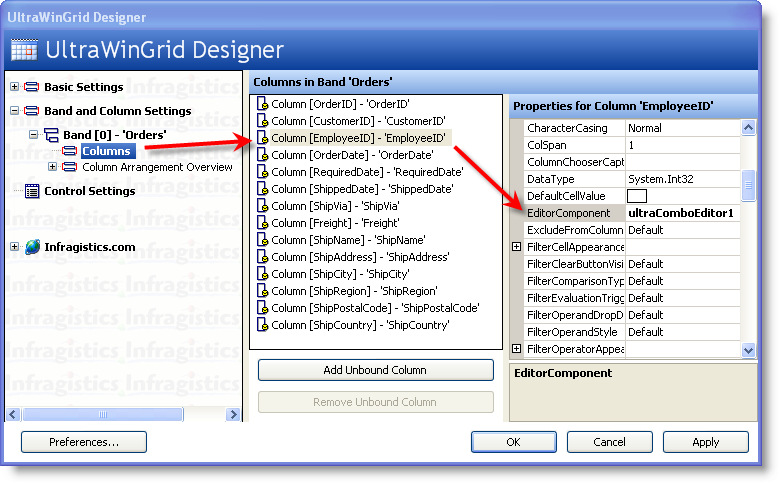 UltraWinGrid Designer
UltraWinGrid Designer
Basic Settings
Band and Column Settings
Band [0] - 'Orders'
Columns
Column Arrangement Overview
Control Settings
Infragistics.com
Infragistics Infragistics
Columns in Band 'Orders'
Column [OrderID] - 'OrderID'
Column [CustomerID] - 'CustomerID'
Column [EmployeeID] - 'EmployeeID'
Column [OrderDate] - 'OrderDate'
Column [RequiredDate] - 'RequiredDate'
Column [ShippedDate] - 'ShippedDate'
Column [ShipVia] - 'ShipVia'
Column [Freight] - 'Freight'
Column [ShipName] - 'ShipName'
Column [ShipAddress] - 'ShipAddress'
Column [ShipCity] - 'ShipCity'
Column [ShipRegion] - 'ShipRegion'
Column [ShipPostalCode] - 'ShipPostalCode'
Column [ShipCountry] - 'ShipCountry'
Add Unbound Column
Remove Unbound Column
Properties for Column 'EmployeeID'
CharacterCasing Normal
ColSpan 1
ColumnChooserCapt
DataType System.Int32
DefaultCellValue
EditorComponent ultraComboEditor1
ExcludeFromColumn Default
FilterCellAppearance
FilterClearButtonVisi Default
FilterComparisonTyp Default
FilterEvaluationTrigg Default
FilterOperandDropD Default
FilterOperandStyle Default
FilterOperatorAppea
EditorComponent
Preferences...
OK
Cancel
Apply